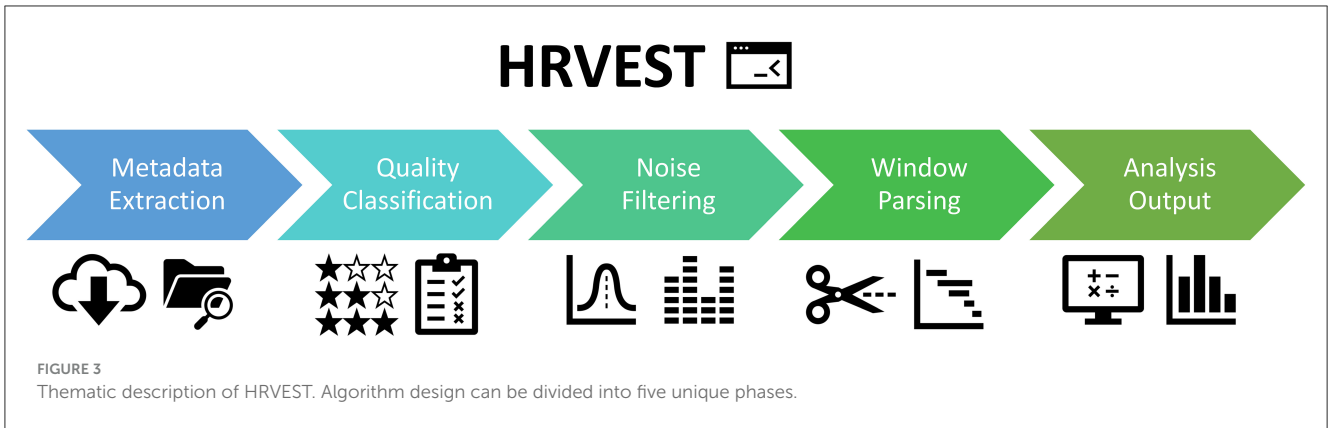 HRVEST
Metadata
Extraction
Quality
Classification
Noise
Filtering
Window
Parsing
Analysis
Output
FIGURE 3
Thematic description of HRVEST. Algorithm design can be divided into five unique phases.